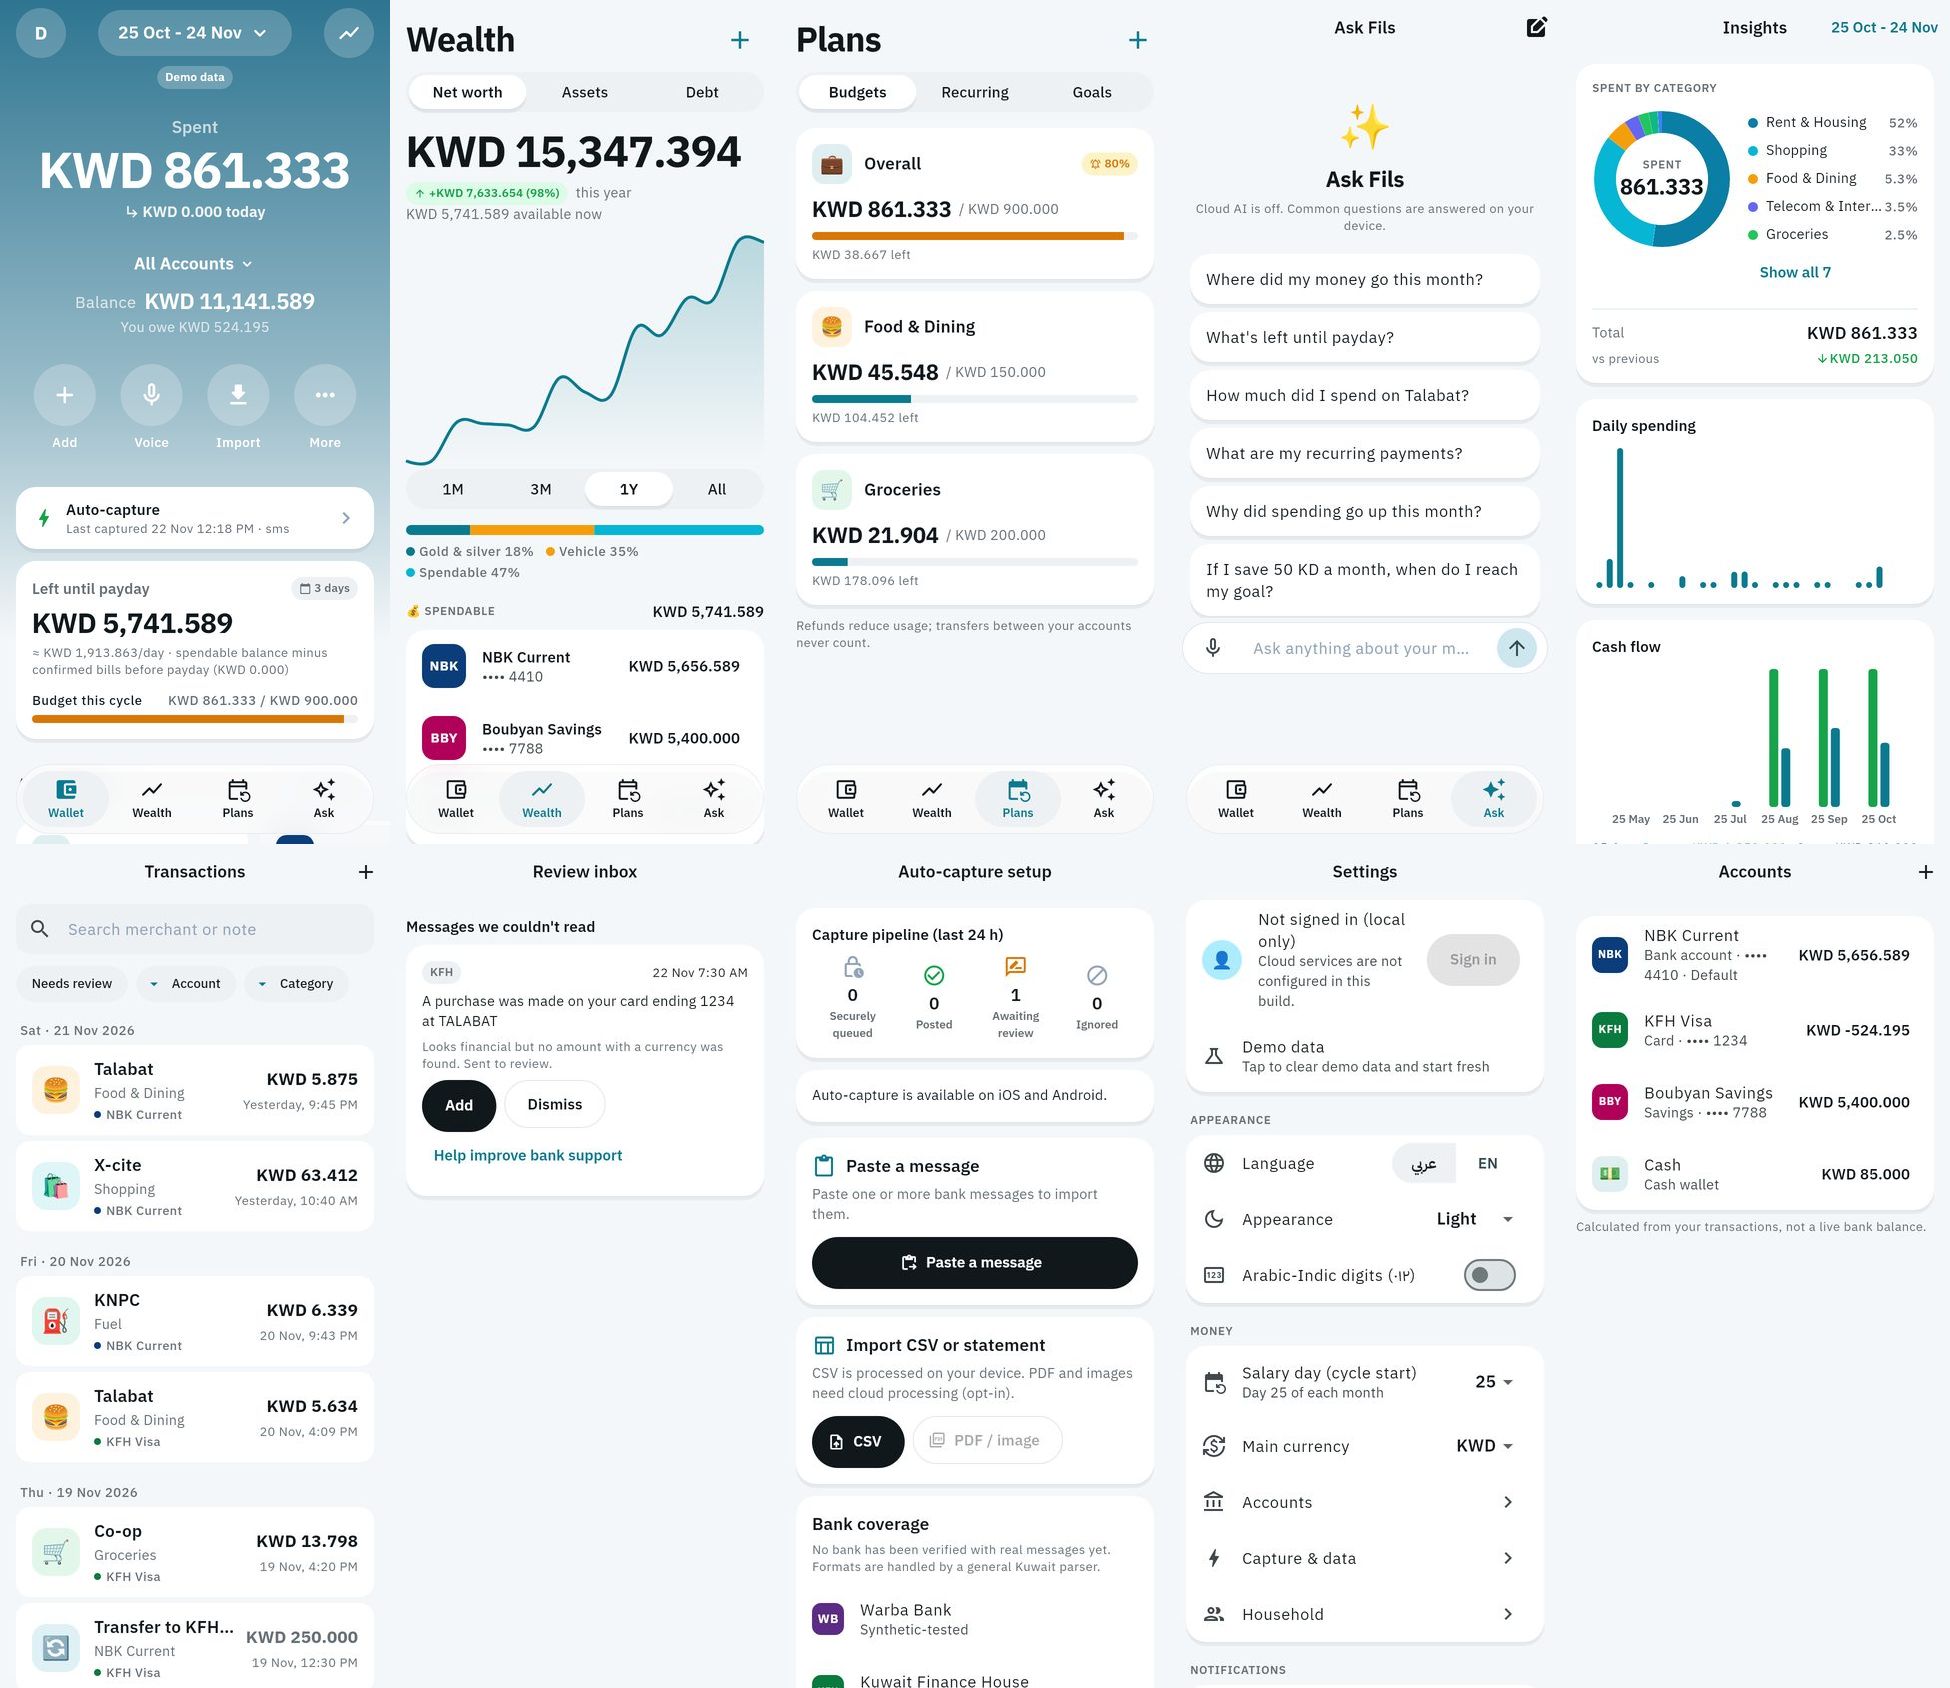 D
25 Oct - 24 Nov
Demo data
Spent
KWD 861.333
↳ KWD 0.000 today
All Accounts
Balance KWD 11,141.589
You owe KWD 524.195
Add
Voice
Import
More
Auto-capture
Last captured 22 Nov 12:18 PM · sms
Left until payday
3 days
KWD 5,741.589
≈ KWD 1,913.863/day · spendable balance minus
confirmed bills before payday (KWD 0.000)
Budget this cycle
KWD 861.333 / KWD 900.000
Wallet
Wealth
Plans
Ask
Wealth
+
Net worth
Assets
Debt
KWD 15,347.394
↑ +KWD 7,633.654 (98%) this year
KWD 5,741.589 available now
1M
3M
1Y
All
Gold & silver 18%
Vehicle 35%
Spendable 47%
SPENDABLE
KWD 5,741.589
NBK
NBK Current
•••• 4410
KWD 5,656.589
BBY
Boubyan Savings
•••• 7788
KWD 5,400.000
Wallet
Wealth
Plans
Ask
Plans
+
Budgets
Recurring
Goals
Overall
80%
KWD 861.333 / KWD 900.000
KWD 38.667 left
Food & Dining
KWD 45.548 / KWD 150.000
KWD 104.452 left
Groceries
KWD 21.904 / KWD 200.000
KWD 178.096 left
Refunds reduce usage; transfers between your accounts
never count.
Wallet
Wealth
Plans
Ask
Ask Fils
Ask Fils
Cloud AI is off. Common questions are answered on your
device.
Where did my money go this month?
What's left until payday?
How much did I spend on Talabat?
What are my recurring payments?
Why did spending go up this month?
If I save 50 KD a month, when do I reach
my goal?
Ask anything about your m...
Wallet
Wealth
Plans
Ask
Insights
25 Oct - 24 Nov
SPENT BY CATEGORY
SPENT
861.333
Rent & Housing 52%
Shopping 33%
Food & Dining 5.3%
Telecom & Inter... 3.5%
Groceries 2.5%
Show all 7
Total
KWD 861.333
vs previous
↓KWD 213.050
Daily spending
Cash flow
25 May
25 Jun
25 Jul
25 Aug
25 Sep
25 Oct
Transactions
+
Search merchant or note
Needs review
Account
Category
Sat · 21 Nov 2026
Talabat
KWD 5.875
Food & Dining
Yesterday, 9:45 PM
NBK Current
X-cite
KWD 63.412
Shopping
Yesterday, 10:40 AM
NBK Current
Fri · 20 Nov 2026
KNPC
KWD 6.339
Fuel
20 Nov, 9:43 PM
NBK Current
Talabat
KWD 5.634
Food & Dining
20 Nov, 4:09 PM
KFH Visa
Thu · 19 Nov 2026
Co-op
KWD 13.798
Groceries
19 Nov, 4:20 PM
KFH Visa
Transfer to KFH...
KWD 250.000
NBK Current
19 Nov, 12:30 PM
KFH Visa
Review inbox
Messages we couldn't read
KFH
22 Nov 7:30 AM
A purchase was made on your card ending 1234
at TALABAT
Looks financial but no amount with a currency was
found. Sent to review.
Add
Dismiss
Help improve bank support
Auto-capture setup
Capture pipeline (last 24 h)
0
Securely
queued
0
Posted
1
Awaiting
review
0
Ignored
Auto-capture is available on iOS and Android.
Paste a message
Paste one or more bank messages to import
them.
Paste a message
Import CSV or statement
CSV is processed on your device. PDF and images
need cloud processing (opt-in).
CSV
PDF / image
Bank coverage
No bank has been verified with real messages yet.
Formats are handled by a general Kuwait parser.
WB
Warba Bank
Synthetic-tested
Kuwait Finance House
Settings
Not signed in (local
only)
Cloud services are not
configured in this
build.
Sign in
Demo data
Tap to clear demo data and start fresh
APPEARANCE
Language
عربي
EN
Appearance
Light
123
Arabic-Indic digits (٠١٢)
MONEY
Salary day (cycle start)
Day 25 of each month
25
Main currency
KWD
Accounts
Capture & data
Household
NOTIFICATIONS
Accounts
+
NBK
NBK Current
Bank account · ••••
4410 · Default
KWD 5,656.589
KFH
KFH Visa
Card · •••• 1234
KWD -524.195
BBY
Boubyan Savings
Savings · •••• 7788
KWD 5,400.000
Cash
Cash wallet
KWD 85.000
Calculated from your transactions, not a live bank balance.